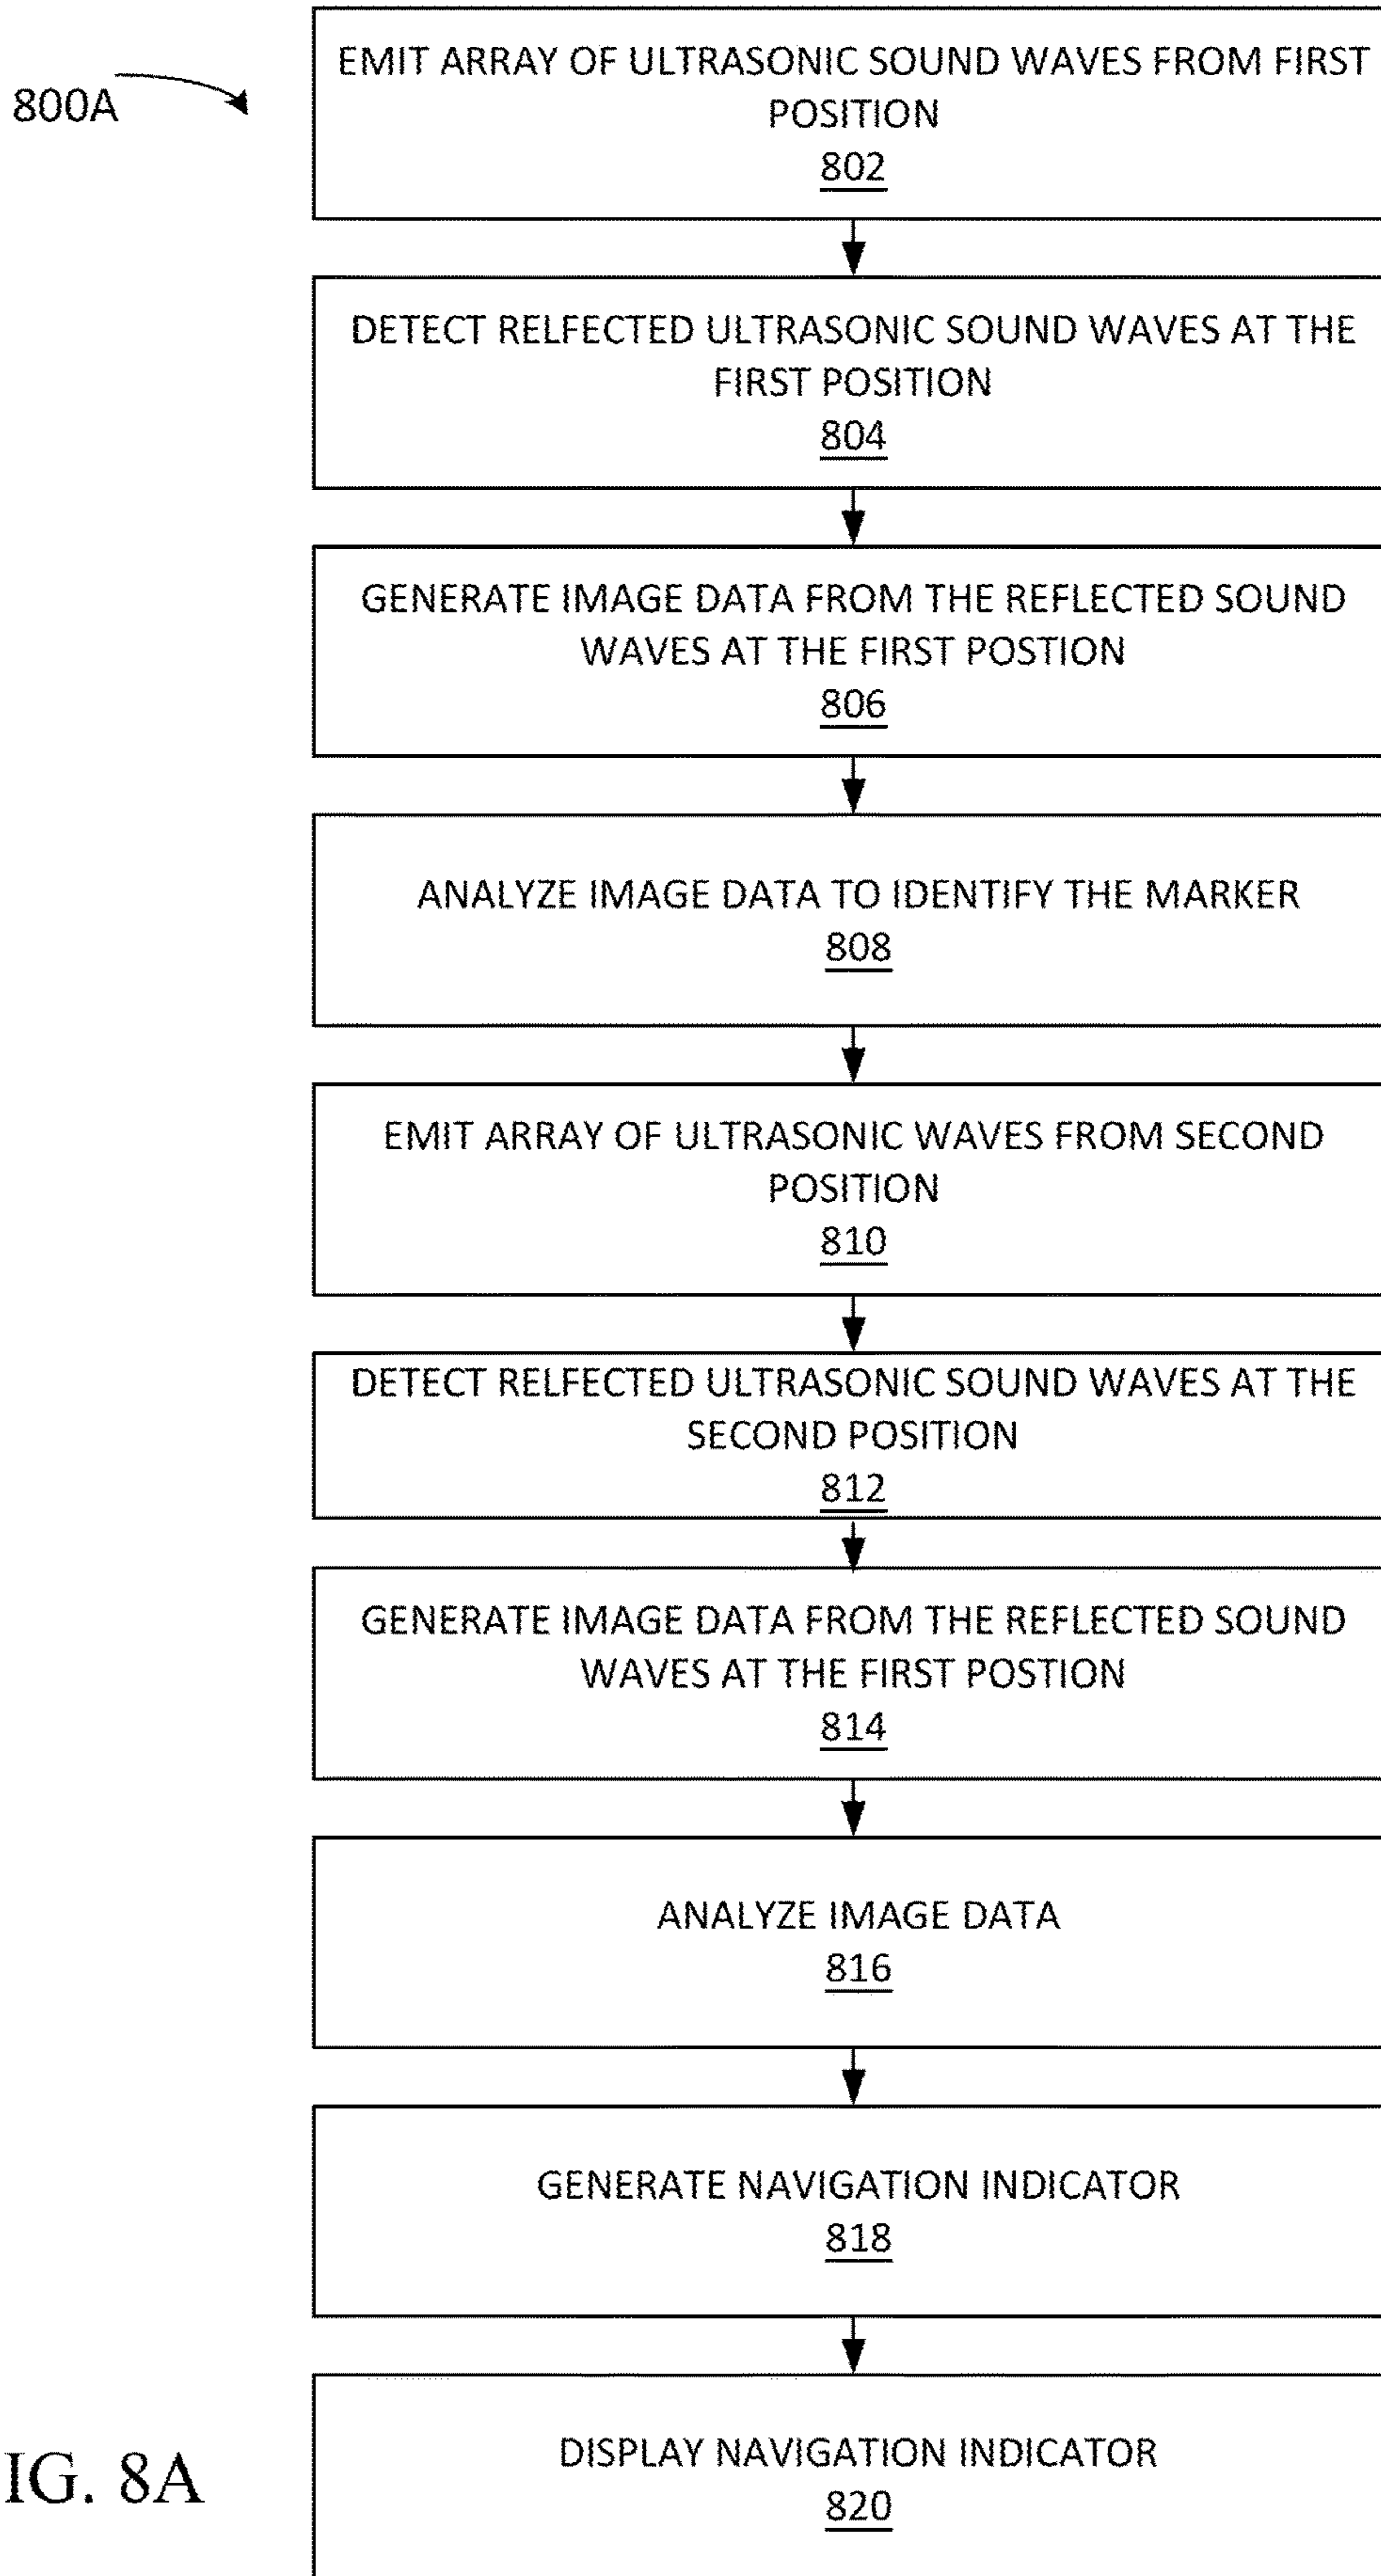 800A
EMIT ARRAY OF ULTRASONIC SOUND WAVES FROM FIRST
POSITION
802
DETECT RELFECTED ULTRASONIC SOUND WAVES AT THE
FIRST POSITION
804
GENERATE IMAGE DATA FROM THE REFLECTED SOUND
WAVES AT THE FIRST POSTION
806
ANALYZE IMAGE DATA TO IDENTIFY THE MARKER
808
EMIT ARRAY OF ULTRASONIC WAVES FROM SECOND
POSITION
810
DETECT RELFECTED ULTRASONIC SOUND WAVES AT THE
SECOND POSITION
812
GENERATE IMAGE DATA FROM THE REFLECTED SOUND
WAVES AT THE FIRST POSTION
814
ANALYZE IMAGE DATA
816
GENERATE NAVIGATION INDICATOR
818
DISPLAY NAVIGATION INDICATOR
820
IG. 8A